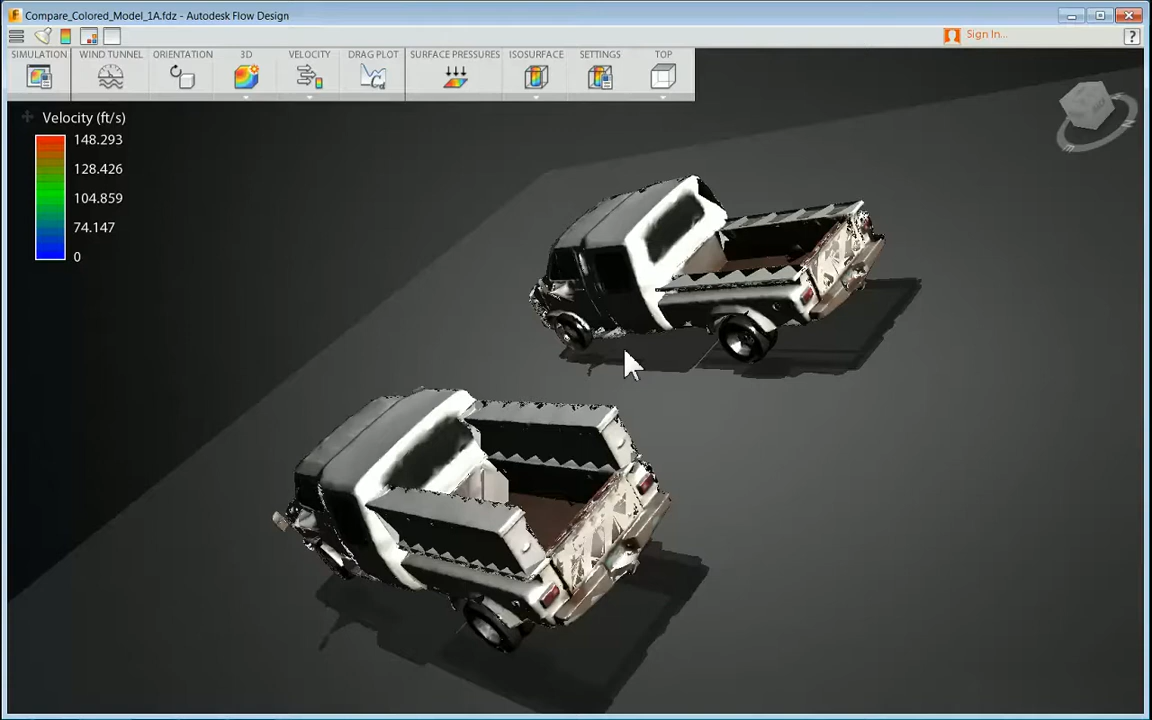 Compare_Colored_Model_1A.fdz - Autodesk Flow Design
Sign In...
?
SIMULATION WIND TUNNEL ORIENTATION 3D VELOCITY DRAG PLOT SURFACE PRESSURES ISOSURFACE SETTINGS TOP
Velocity (ft/s)
148.293
128.426
104.859
74.147
0